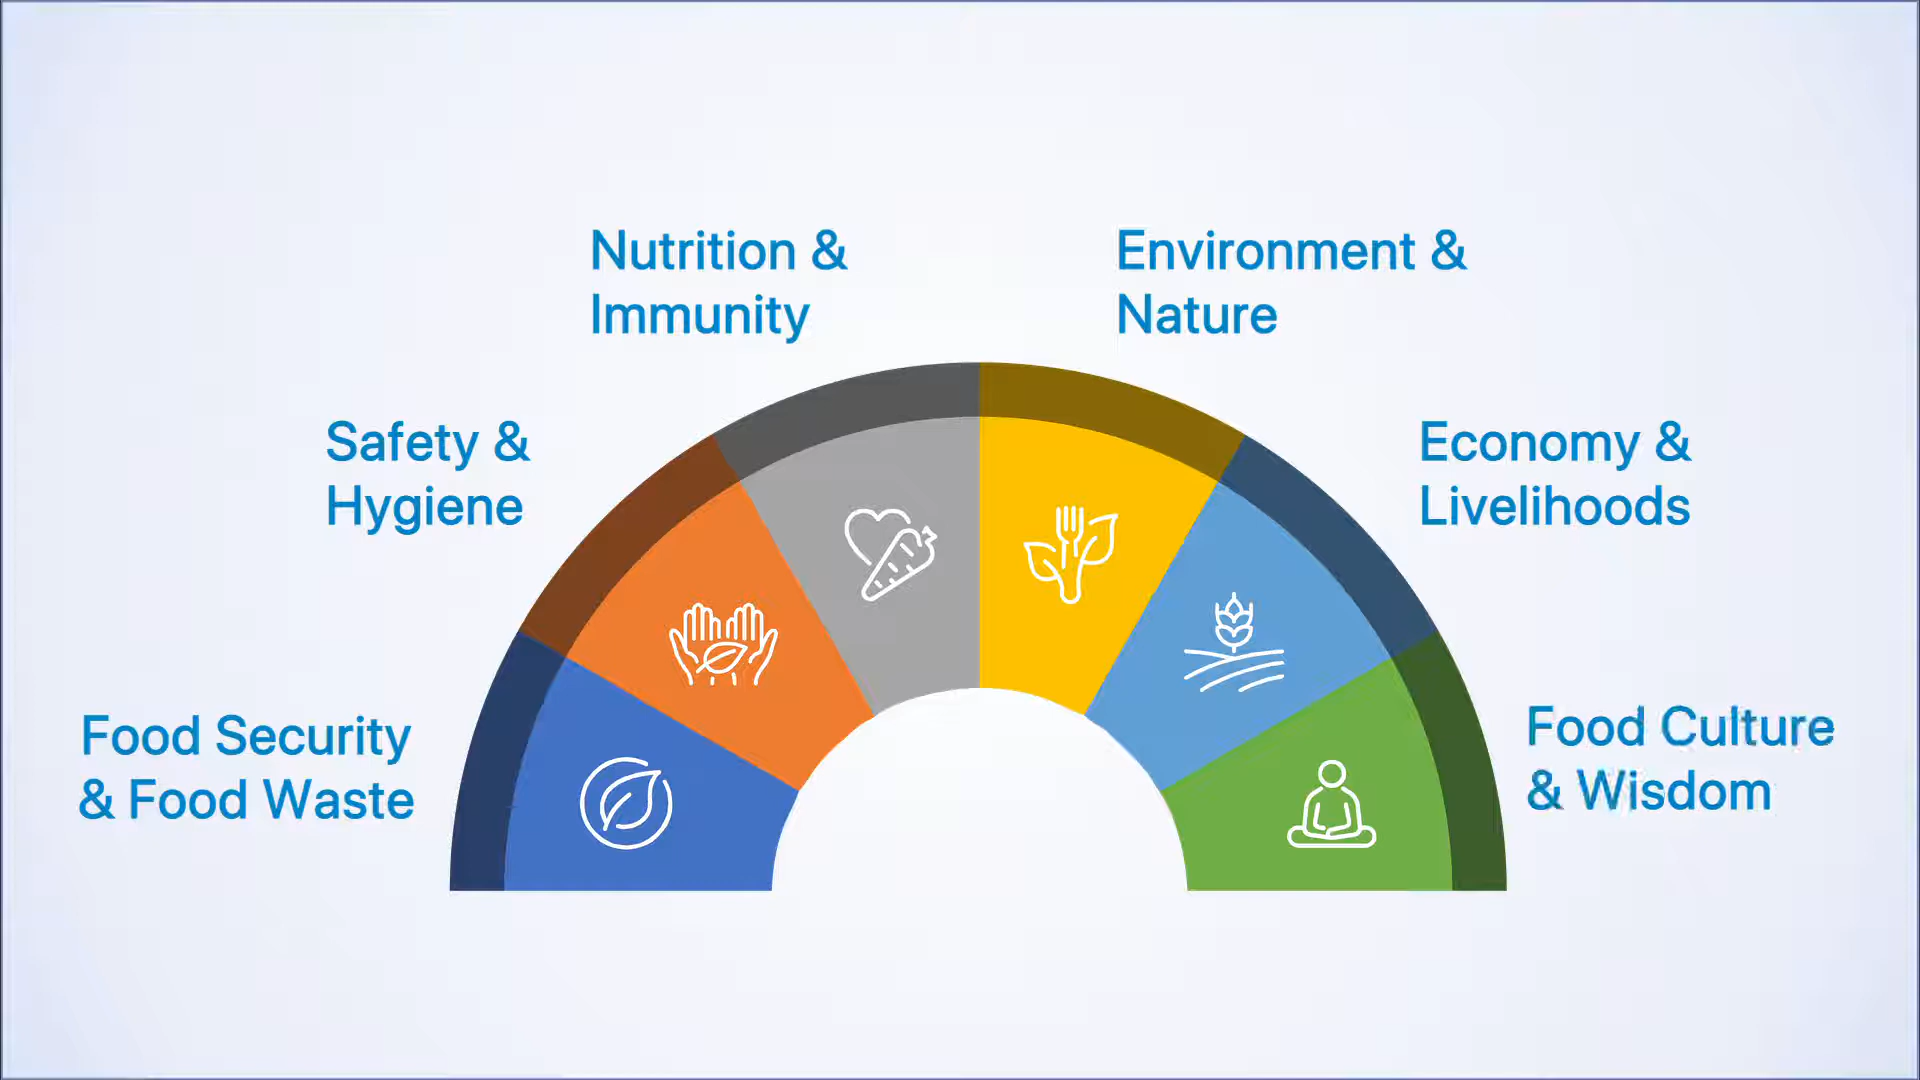 Nutrition &
Immunity
Environment &
Nature
Safety &
Hygiene
Economy &
Livelihoods
Food Security
& Food Waste
Food Culture
& Wisdom